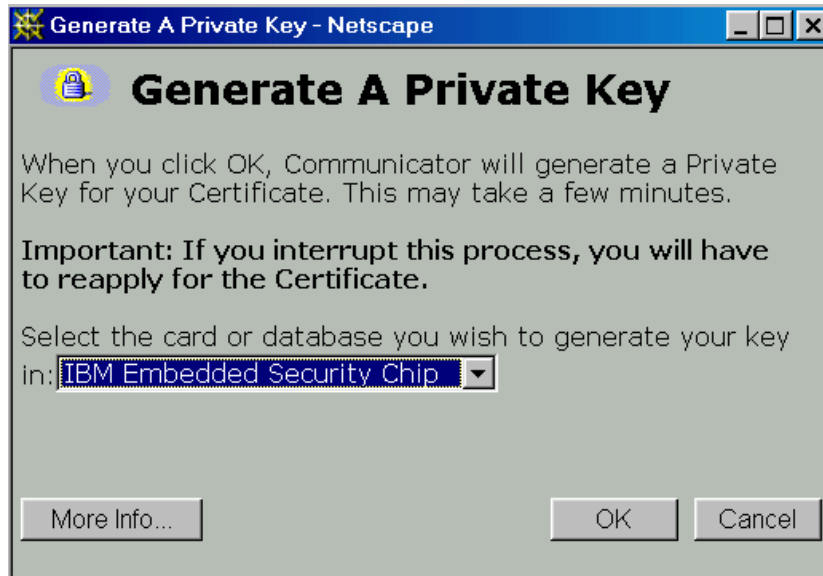 Generate A Private Key - Netscape
Generate A Private Key
When you click OK, Communicator will generate a Private
Key for your Certificate. This may take a few minutes.
Important: If you interrupt this process, you will have
to reapply for the Certificate.
Select the card or database you wish to generate your key
in: IBM Embedded Security Chip
More Info... OK Cancel